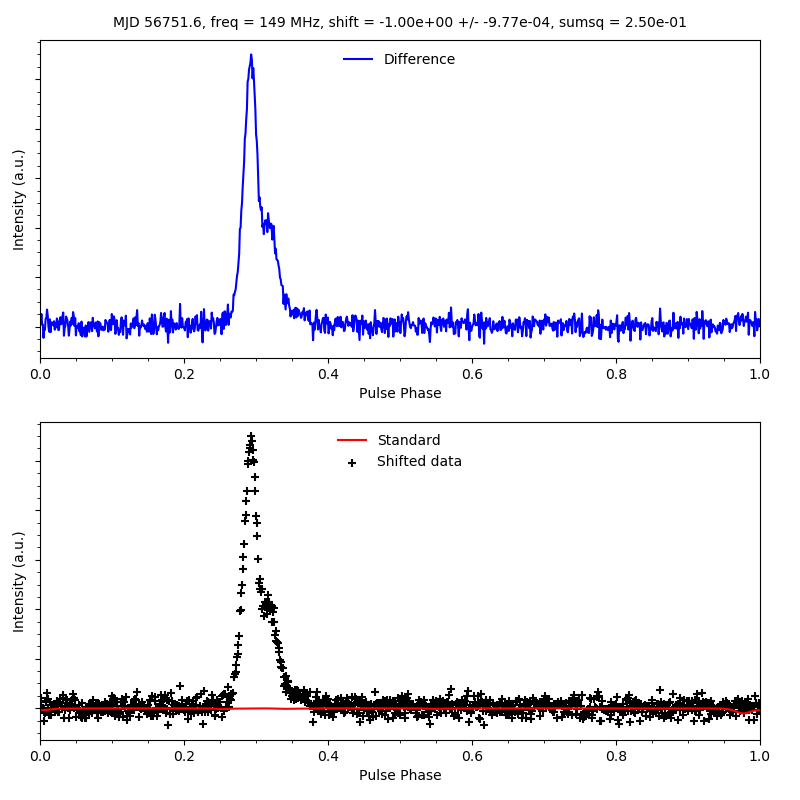 MJD 56751.6, freq = 149 MHz, shift = -1.00e+00 +/- -9.77e-04, sumsq = 2.50e-01
Difference
Intensity (a.u.)
0.0 0.2 0.4 0.6 0.8 1.0
Pulse Phase
Standard
Shifted data
Intensity (a.u.)
0.0 0.2 0.4 0.6 0.8 1.0
Pulse Phase